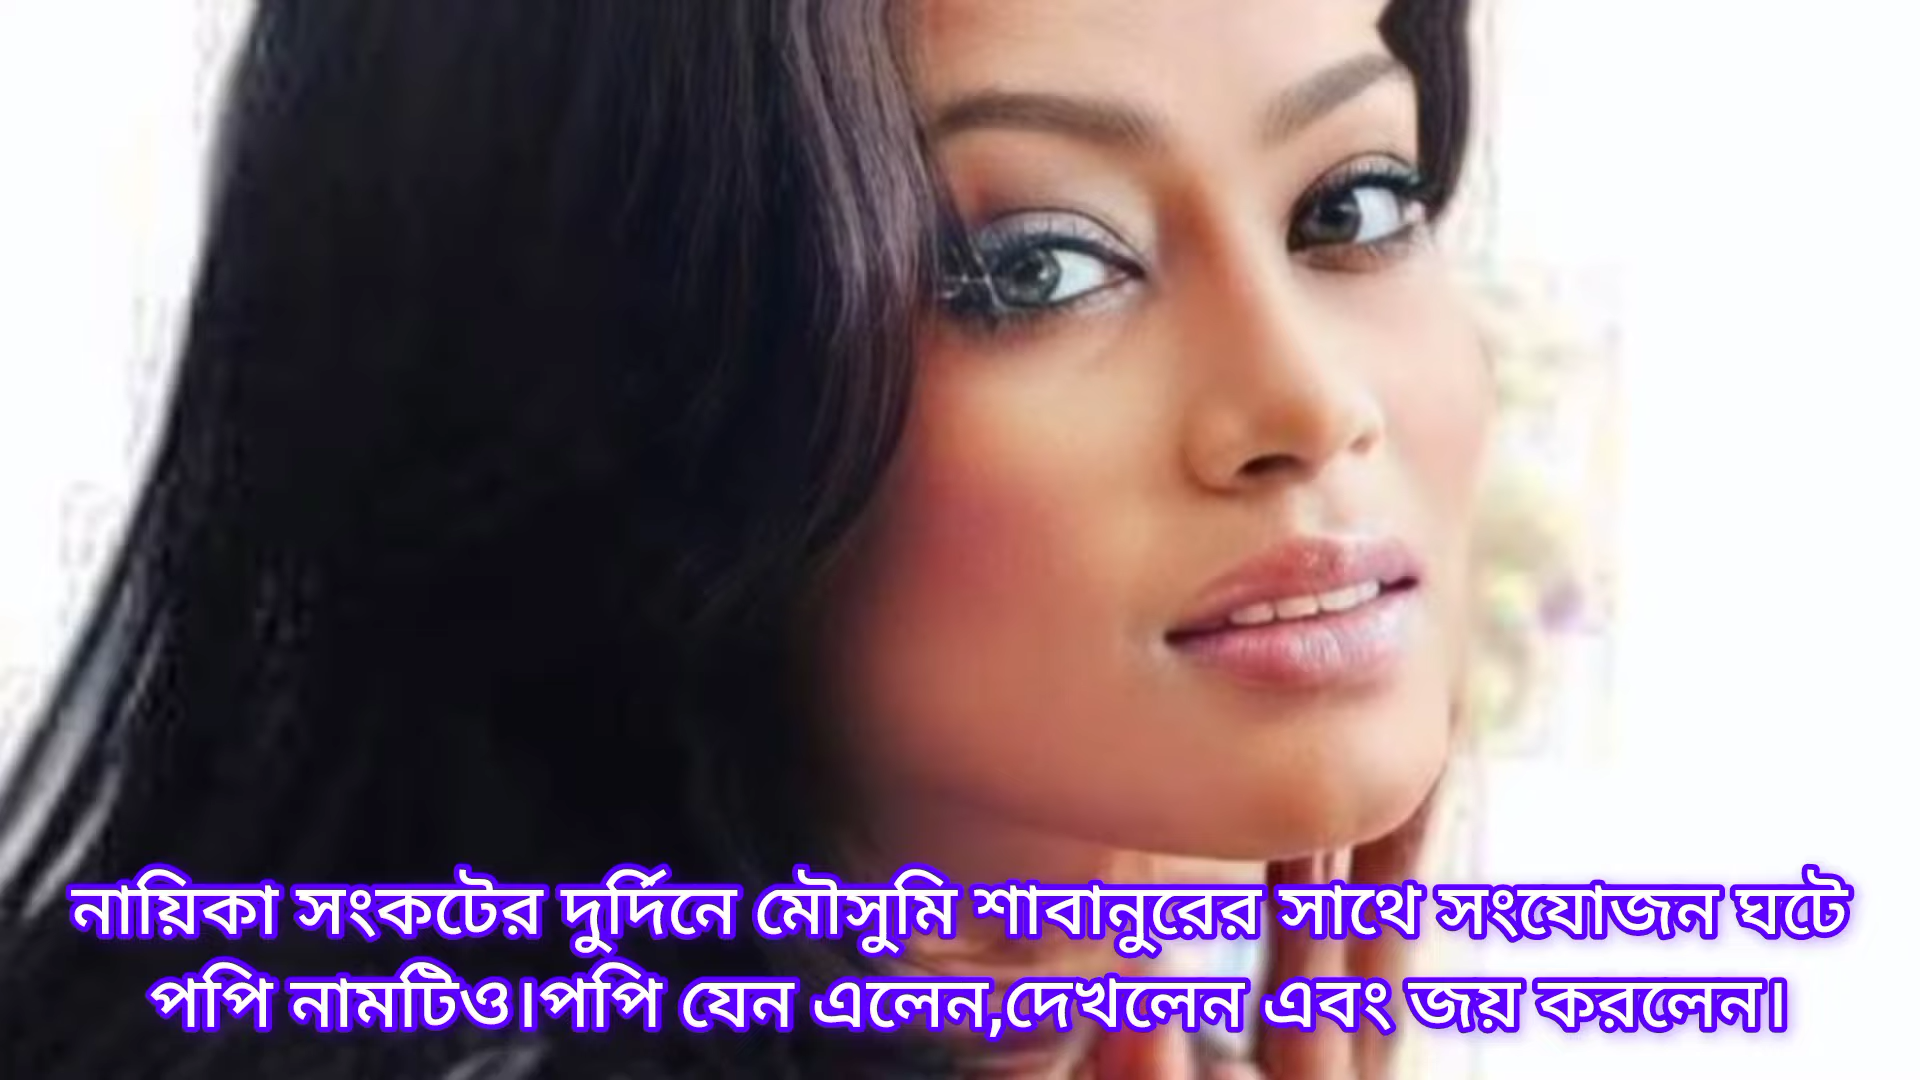 নায়িকা সংকটের দুর্দিনে মৌসুমি শাবানুরের সাথে সংযোজন ঘটে
পপি নামটিও।পপি যেন এলেন,দেখলেন এবং জয় করলেন।